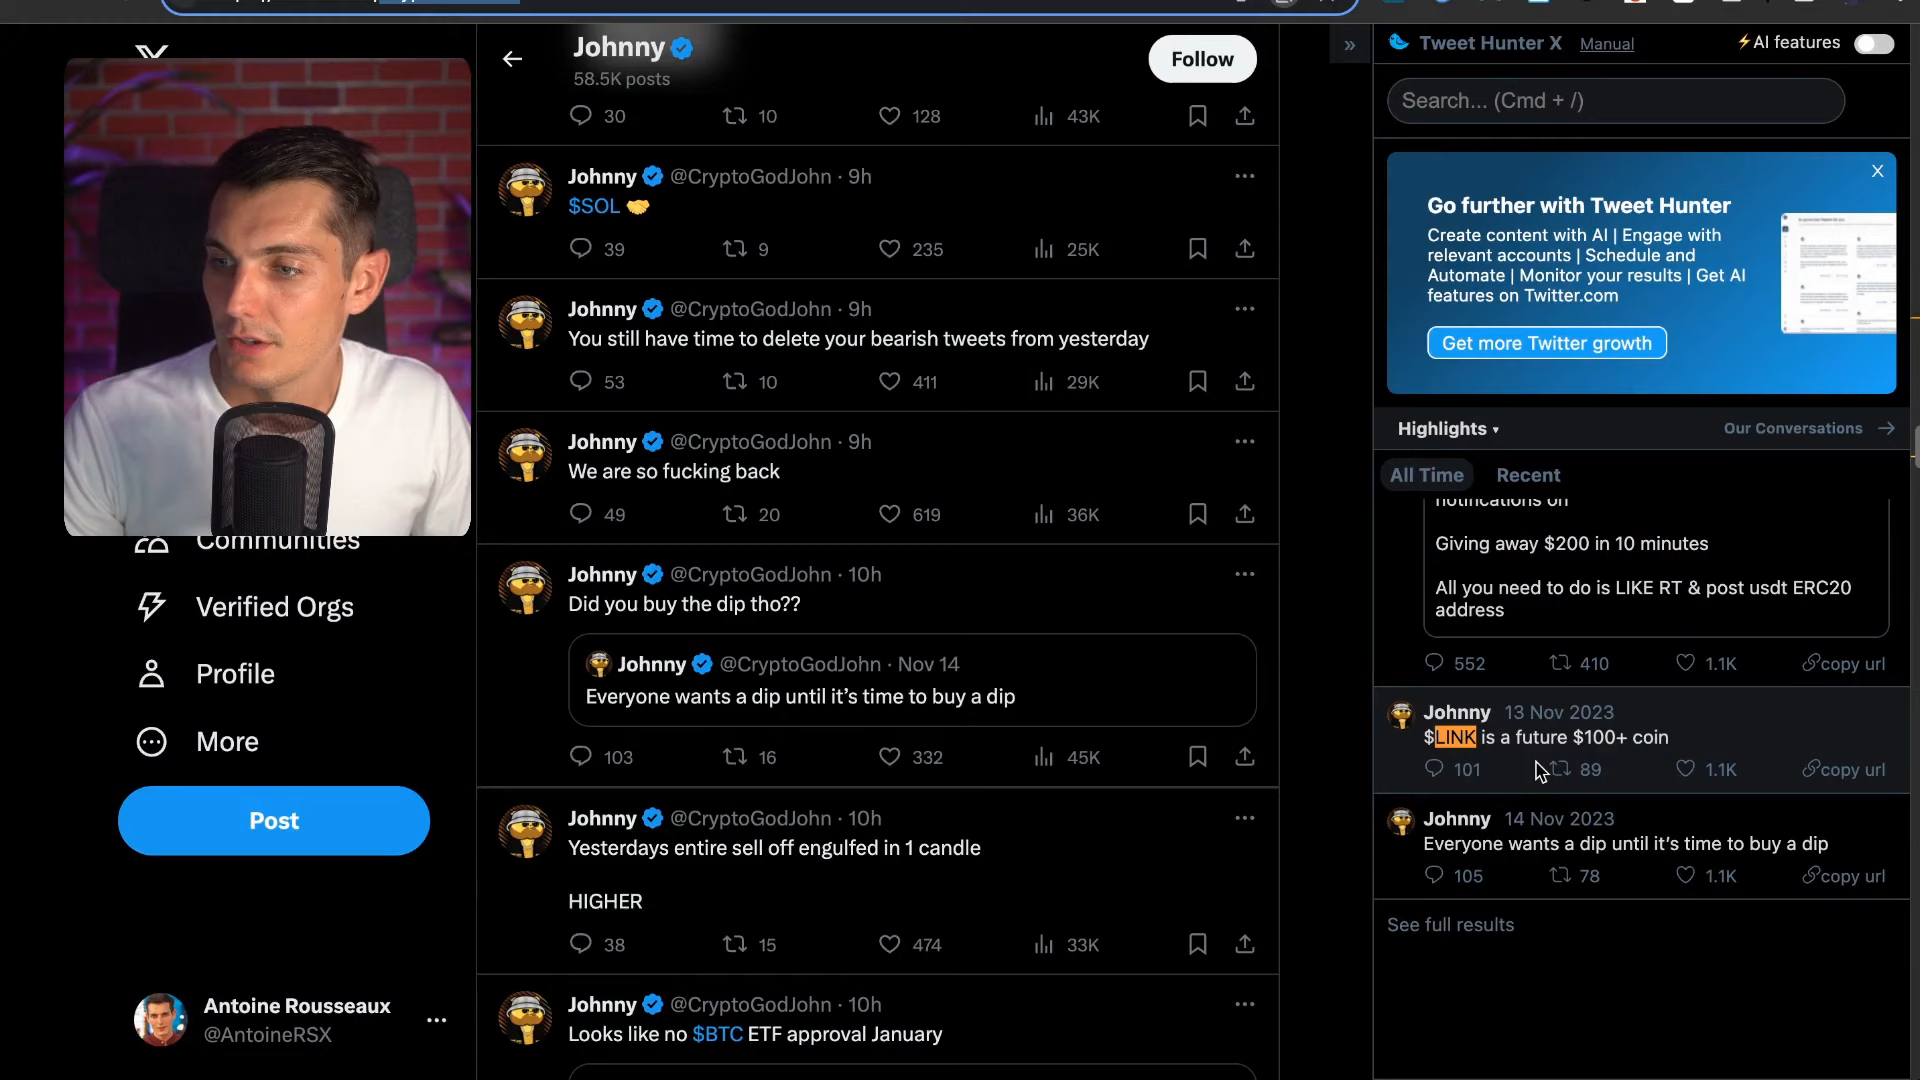 Johnny
58.5K posts
Follow
30 10 128 43K
Johnny @CryptoGodJohn · 9h
$SOL 🤝
39 9 235 25K
Johnny @CryptoGodJohn · 9h
You still have time to delete your bearish tweets from yesterday
53 10 411 29K
Johnny @CryptoGodJohn · 9h
We are so fucking back
49 20 619 36K
Johnny @CryptoGodJohn · 10h
Did you buy the dip tho??
Johnny @CryptoGodJohn · Nov 14
Everyone wants a dip until it’s time to buy a dip
103 16 332 45K
Johnny @CryptoGodJohn · 10h
Yesterdays entire sell off engulfed in 1 candle
HIGHER
38 15 474 33K
Johnny @CryptoGodJohn · 10h
Looks like no $BTC ETF approval January
Communities
Verified Orgs
Profile
More
Post
Antoine Rousseaux
@AntoineRSX
» Tweet Hunter X Manual ⚡AI features
Search... (Cmd + /)
X
Go further with Tweet Hunter
Create content with AI | Engage with
relevant accounts | Schedule and
Automate | Monitor your results | Get AI
features on Twitter.com
Get more Twitter growth
Highlights ▾ Our Conversations →
All Time Recent
notifications on
Giving away $200 in 10 minutes
All you need to do is LIKE RT & post usdt ERC20
address
552 410 1.1K copy url
Johnny 13 Nov 2023
$LINK is a future $100+ coin
101 89 1.1K copy url
Johnny 14 Nov 2023
Everyone wants a dip until it’s time to buy a dip
105 78 1.1K copy url
See full results